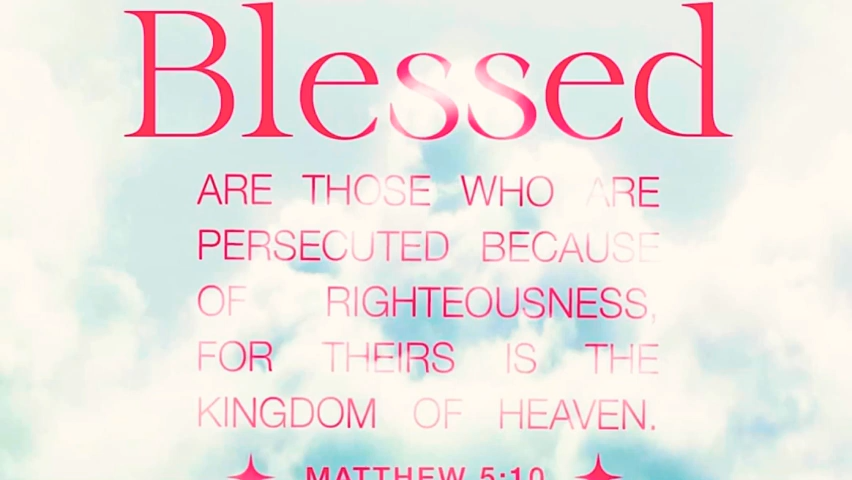 Blessed
ARE THOSE WHO ARE
PERSECUTED BECAUSE
OF RIGHTEOUSNESS,
FOR THEIRS IS THE
KINGDOM OF HEAVEN.
MATTHEW 5:10